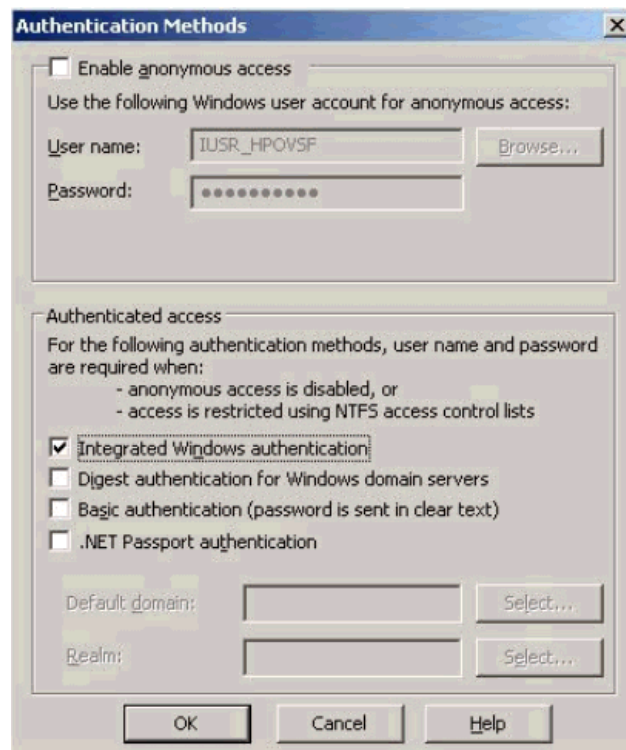 Authentication Methods
Enable anonymous access
Use the following Windows user account for anonymous access:
User name:
IUSR_HPOVSF
Browse...
Password:
●●●●●●●●●●
Authenticated access
For the following authentication methods, user name and password
are required when:
- anonymous access is disabled, or
- access is restricted using NTFS access control lists
Integrated Windows authentication
Digest authentication for Windows domain servers
Basic authentication (password is sent in clear text)
.NET Passport authentication
Default domain:
Select...
Realm:
Select...
OK
Cancel
Help